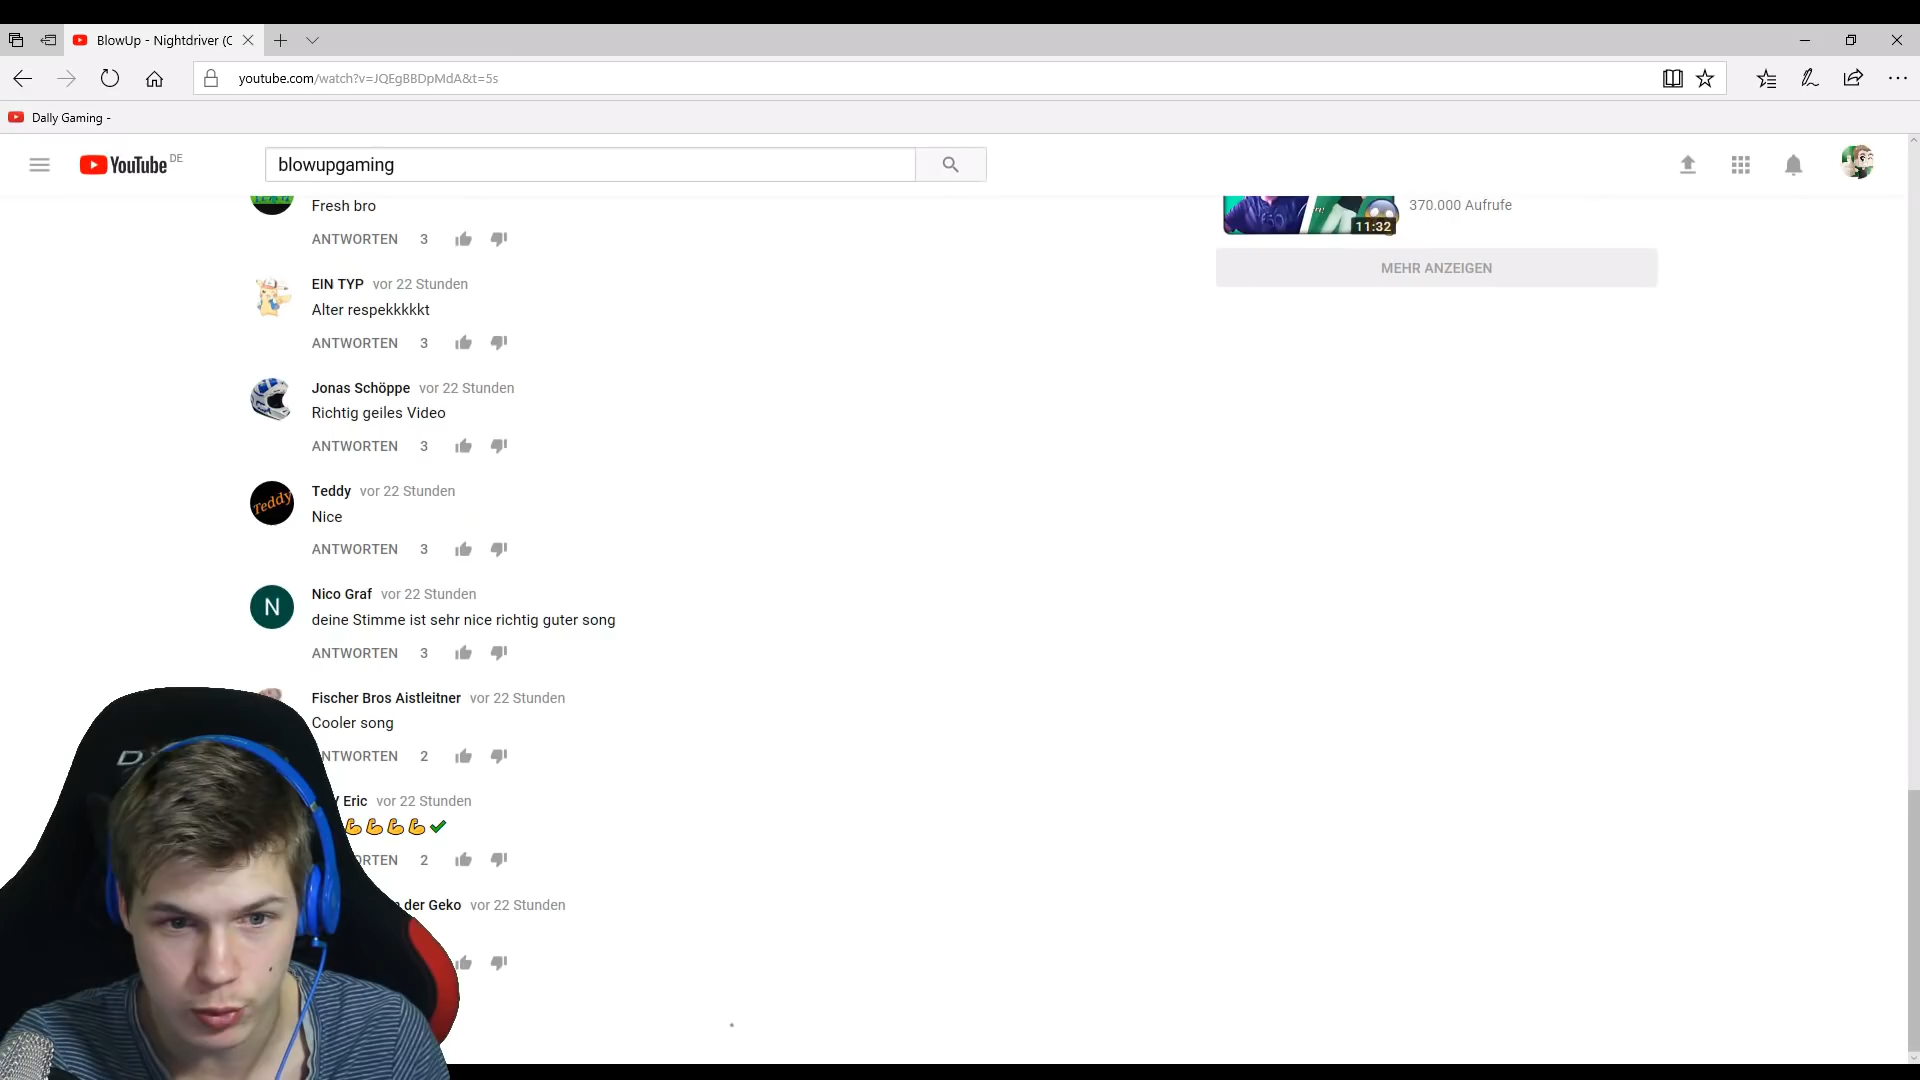 BlowUp - Nightdriver (C
youtube.com/watch?v=JQEgBBDpMdA&t=5s
Dally Gaming -
YouTube DE
blowupgaming
Fresh bro
ANTWORTEN 3
370.000 Aufrufe
11:32
MEHR ANZEIGEN
EIN TYP vor 22 Stunden
Alter respekkkkkt
ANTWORTEN 3
Jonas Schöppe vor 22 Stunden
Richtig geiles Video
ANTWORTEN 3
Teddy
Teddy vor 22 Stunden
Nice
ANTWORTEN 3
N
Nico Graf vor 22 Stunden
deine Stimme ist sehr nice richtig guter song
ANTWORTEN 3
Fischer Bros Aistleitner vor 22 Stunden
Cooler song
NTWORTEN 2
Eric vor 22 Stunden
💪💪💪💪✔
ORTEN 2
der Geko vor 22 Stunden